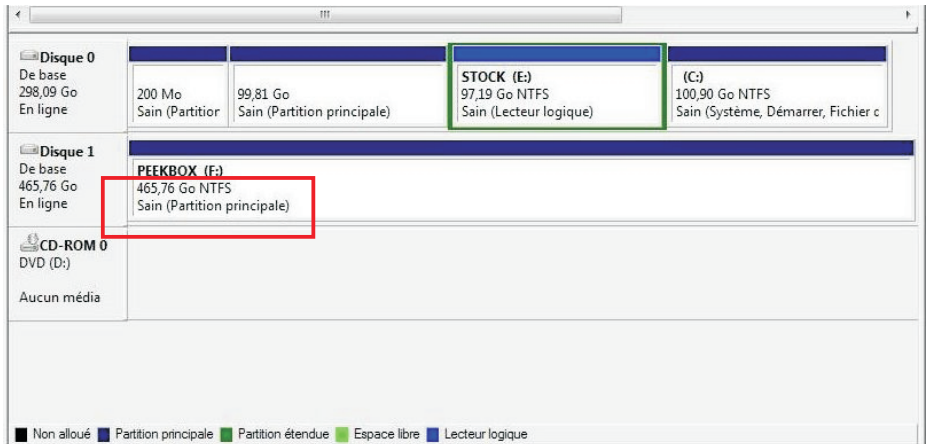 Disque 0
De base
298,09 Go
En ligne
200 Mo
Sain (Partitior
99,81 Go
Sain (Partition principale)
STOCK (E:)
97,19 Go NTFS
Sain (Lecteur logique)
(C:)
100,90 Go NTFS
Sain (Système, Démarrer, Fichier c
Disque 1
De base
465,76 Go
En ligne
PEEKBOX (F:)
465,76 Go NTFS
Sain (Partition principale)
CD-ROM 0
DVD (D:)
Aucun média
Non alloué Partition principale Partition étendue Espace libre Lecteur logique